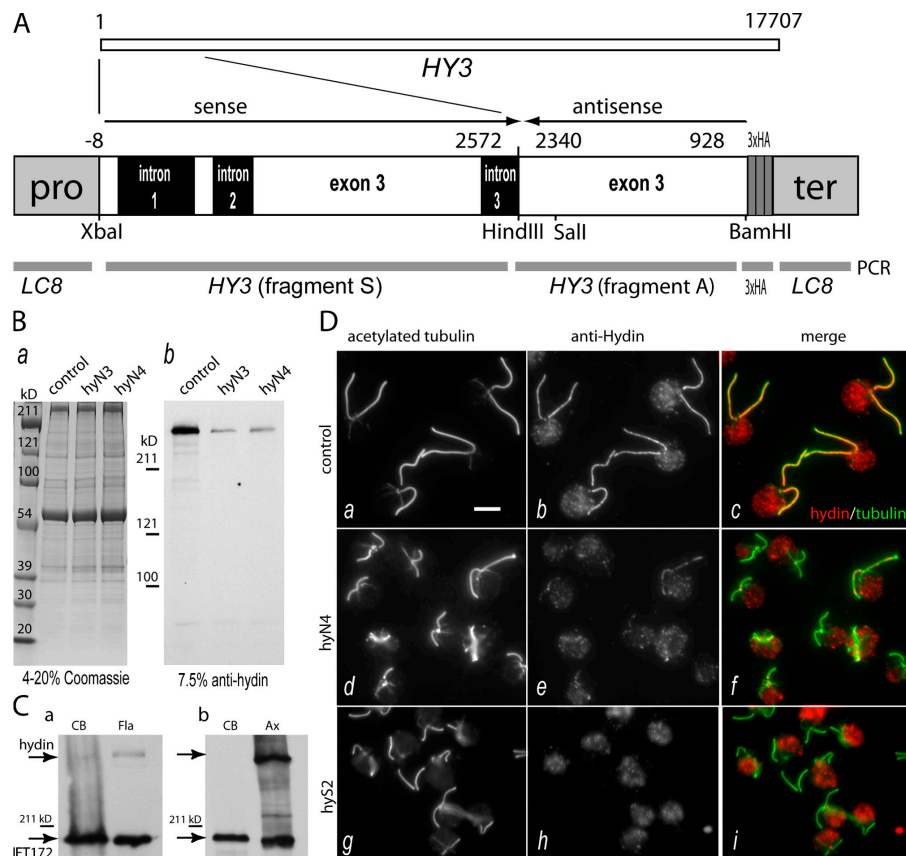 A
1 17707
HY3
sense antisense
-8 2572 2340 928 3xHA
pro intron 1 intron 2 exon 3 intron 3 exon 3 ter
XbaI HindIII SalI BamHI
LC8 HY3 (fragment S) HY3 (fragment A) 3xHA LC8 PCR
B
a
control hyN3 hyN4
kD
211
121
100
54
39
30
20
4-20% Coomassie
b
control hyN3 hyN4
kD
211
121
100
7.5% anti-hydin
C
a
CB Fla
hydin
211 kD
IFT172
b
CB Ax
211 kD
D
acetylated tubulin anti-Hydin merge
control
a b c
hydin/tubulin
hyN4
d e f
hyS2
g h i